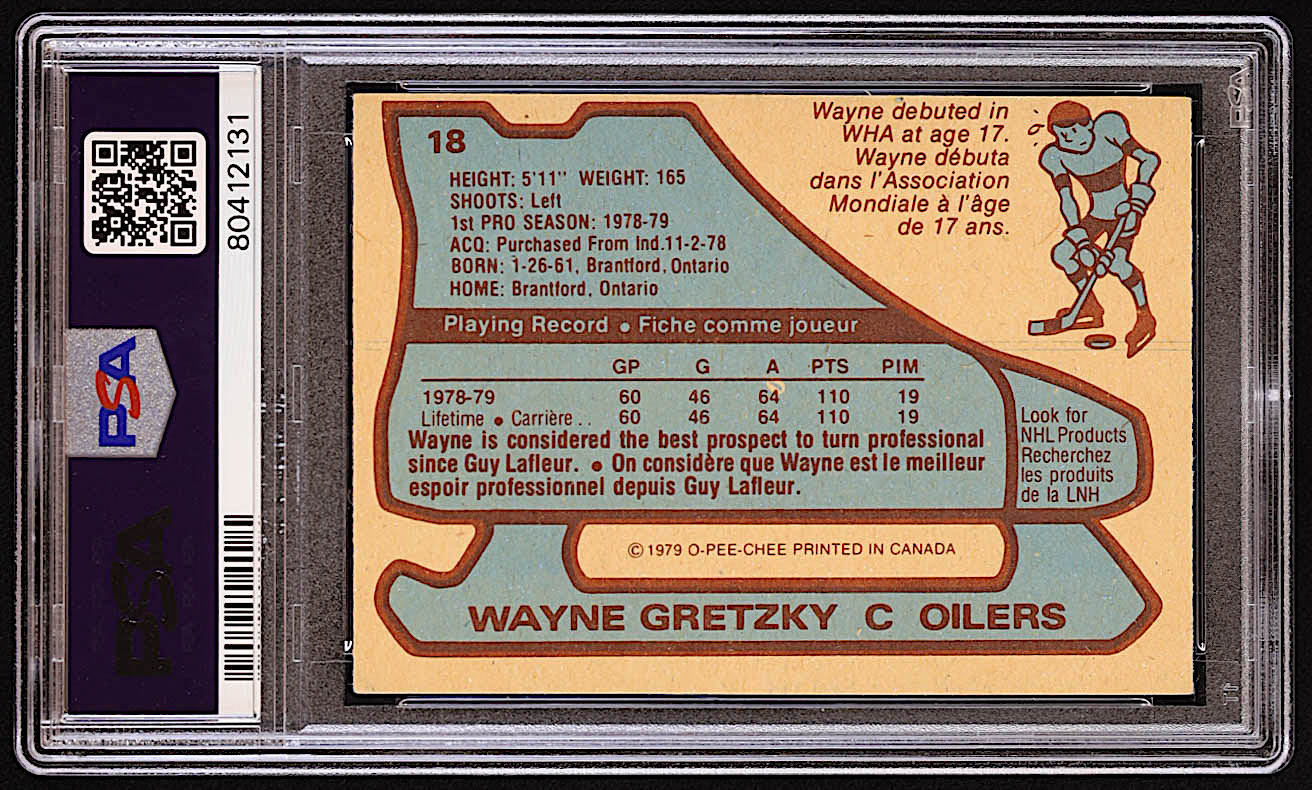 80412131
PSA
PSA
PSA
18
HEIGHT: 5'11" WEIGHT: 165
SHOOTS: Left
1st PRO SEASON: 1978-79
ACQ: Purchased From Ind.11-2-78
BORN: 1-26-61, Brantford, Ontario
HOME: Brantford, Ontario
Wayne debuted in
WHA at age 17.
Wayne débuta
dans l'Association
Mondiale à l'âge
de 17 ans.
Playing Record • Fiche comme joueur
GP G A PTS PIM
1978-79 60 46 64 110 19
Lifetime • Carrière .. 60 46 64 110 19
Wayne is considered the best prospect to turn professional
since Guy Lafleur. • On considère que Wayne est le meilleur
espoir professionnel depuis Guy Lafleur.
Look for
NHL Products
Recherchez
les produits
de la LNH
© 1979 O-PEE-CHEE PRINTED IN CANADA
WAYNE GRETZKY C OILERS